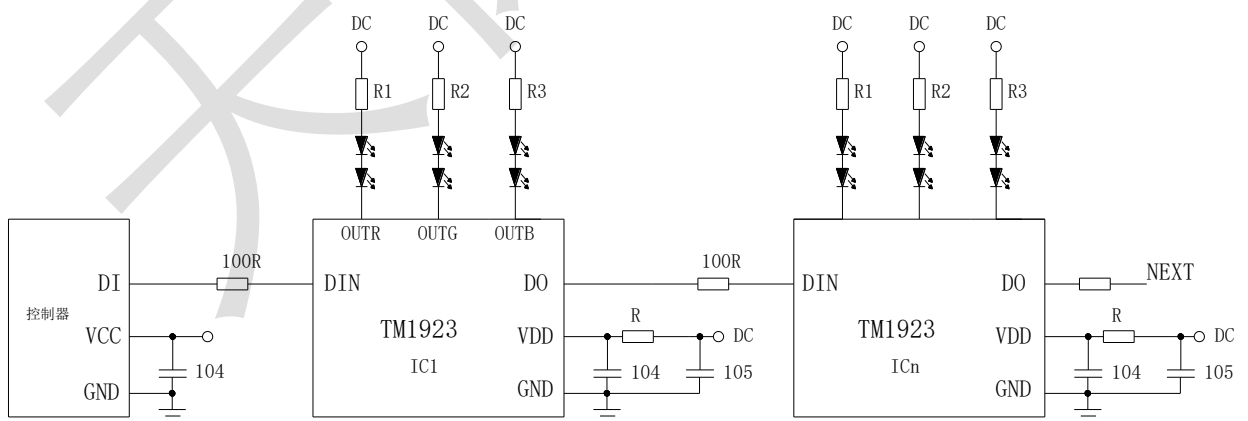 DC DC DC DC DC DC
R1 R2 R3 R1 R2 R3
OUTR OUTG OUTB
100R 100R
DI DIN DO DIN DO NEXT
控制器
VCC TM1923 VDD R DC TM1923 VDD R DC
IC1 ICn
104 104 105 104 105
GND GND GND